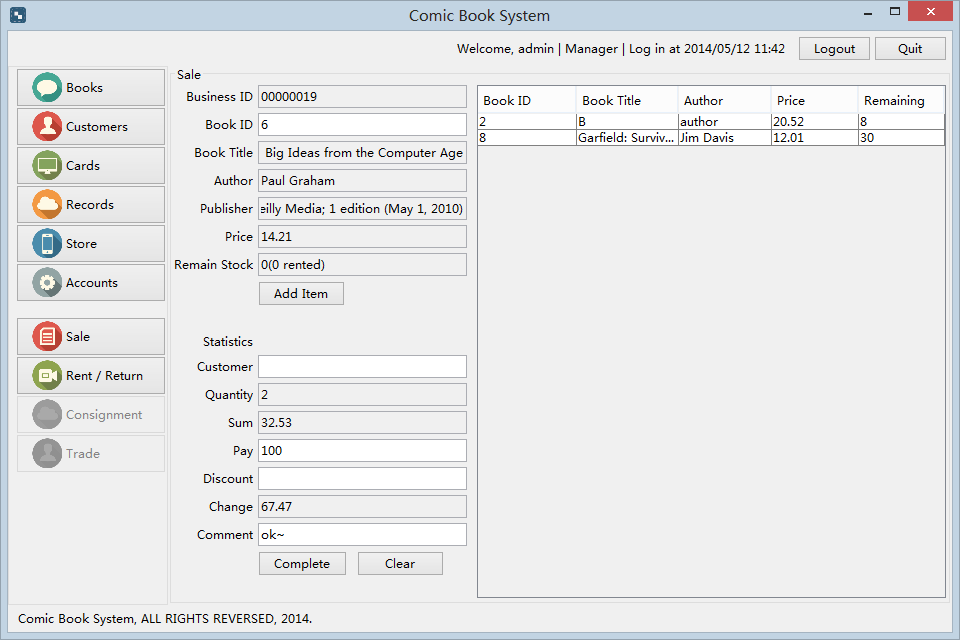 Comic Book System
Welcome, admin | Manager | Log in at 2014/05/12 11:42
Logout
Quit
Books
Customers
Cards
Records
Store
Accounts
Sale
Rent / Return
Consignment
Trade
Sale
Business ID 00000019
Book ID 6
Book Title Big Ideas from the Computer Age
Author Paul Graham
Publisher eilly Media; 1 edition (May 1, 2010)
Price 14.21
Remain Stock 0(0 rented)
Add Item
Statistics
Customer
Quantity 2
Sum 32.53
Pay 100
Discount
Change 67.47
Comment ok~
Complete Clear
Book ID Book Title Author Price Remaining
2 B author 20.52 8
8 Garfield: Surviv... Jim Davis 12.01 30
Comic Book System, ALL RIGHTS REVERSED, 2014.